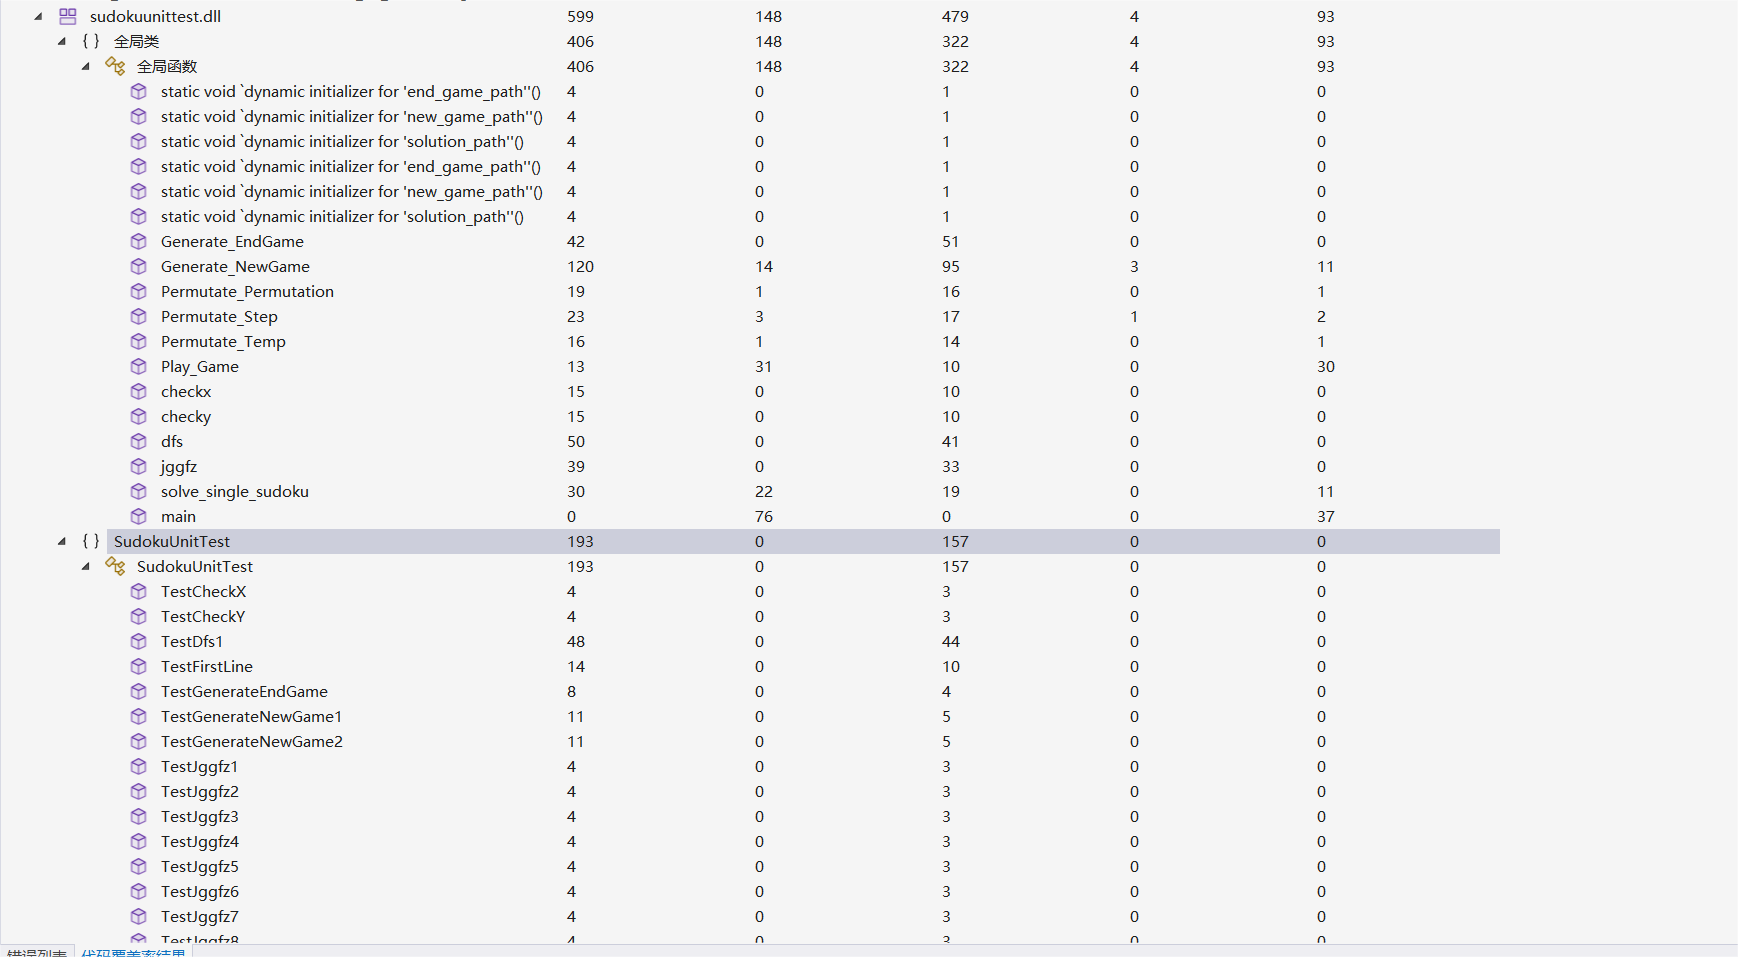 sudokuunittest.dll 599 148 479 4 93
{ } 全局类 406 148 322 4 93
全局函数 406 148 322 4 93
static void `dynamic initializer for 'end_game_path''() 4 0 1 0 0
static void `dynamic initializer for 'new_game_path''() 4 0 1 0 0
static void `dynamic initializer for 'solution_path''() 4 0 1 0 0
static void `dynamic initializer for 'end_game_path''() 4 0 1 0 0
static void `dynamic initializer for 'new_game_path''() 4 0 1 0 0
static void `dynamic initializer for 'solution_path''() 4 0 1 0 0
Generate_EndGame 42 0 51 0 0
Generate_NewGame 120 14 95 3 11
Permutate_Permutation 19 1 16 0 1
Permutate_Step 23 3 17 1 2
Permutate_Temp 16 1 14 0 1
Play_Game 13 31 10 0 30
checkx 15 0 10 0 0
checky 15 0 10 0 0
dfs 50 0 41 0 0
jggfz 39 0 33 0 0
solve_single_sudoku 30 22 19 0 11
main 0 76 0 0 37
{ } SudokuUnitTest 193 0 157 0 0
SudokuUnitTest 193 0 157 0 0
TestCheckX 4 0 3 0 0
TestCheckY 4 0 3 0 0
TestDfs1 48 0 44 0 0
TestFirstLine 14 0 10 0 0
TestGenerateEndGame 8 0 4 0 0
TestGenerateNewGame1 11 0 5 0 0
TestGenerateNewGame2 11 0 5 0 0
TestJggfz1 4 0 3 0 0
TestJggfz2 4 0 3 0 0
TestJggfz3 4 0 3 0 0
TestJggfz4 4 0 3 0 0
TestJggfz5 4 0 3 0 0
TestJggfz6 4 0 3 0 0
TestJggfz7 4 0 3 0 0
TestJggfz8 4 0 3 0 0
错误列表 代码覆盖率结果